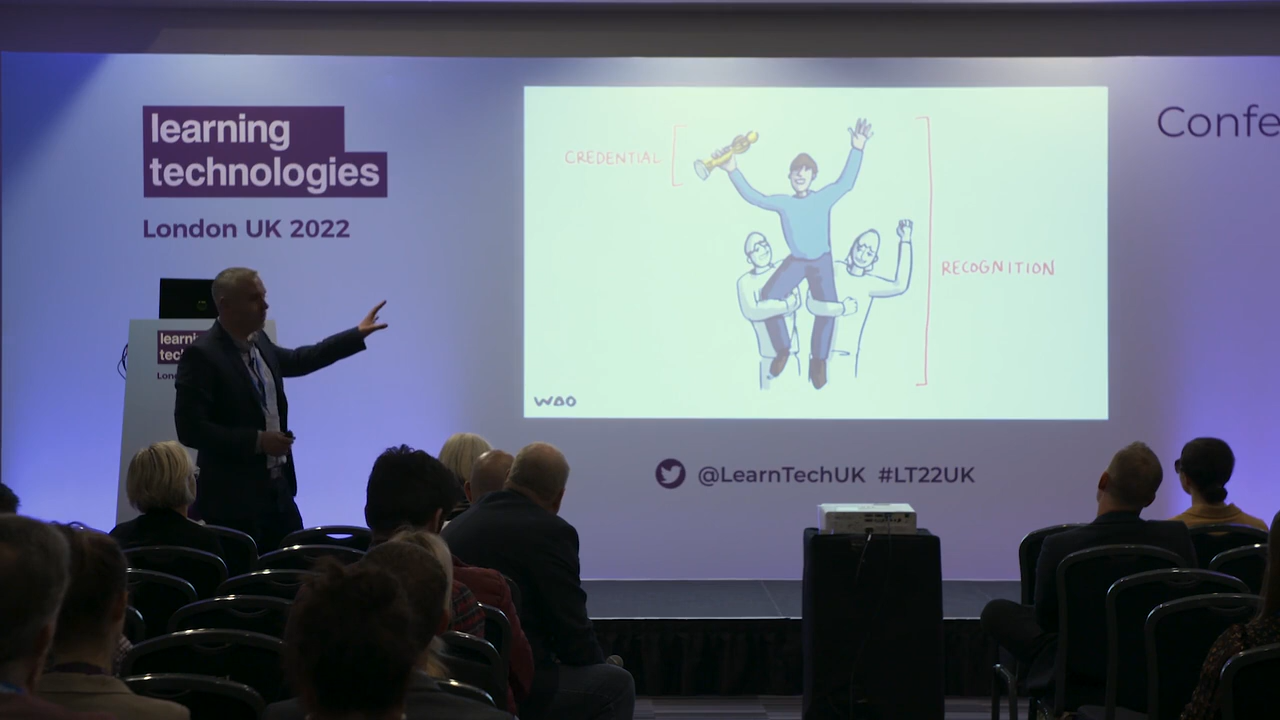 learning
technologies
London UK 2022
Confe
CREDENTIAL
RECOGNITION
WAO
@LearnTechUK #LT22UK